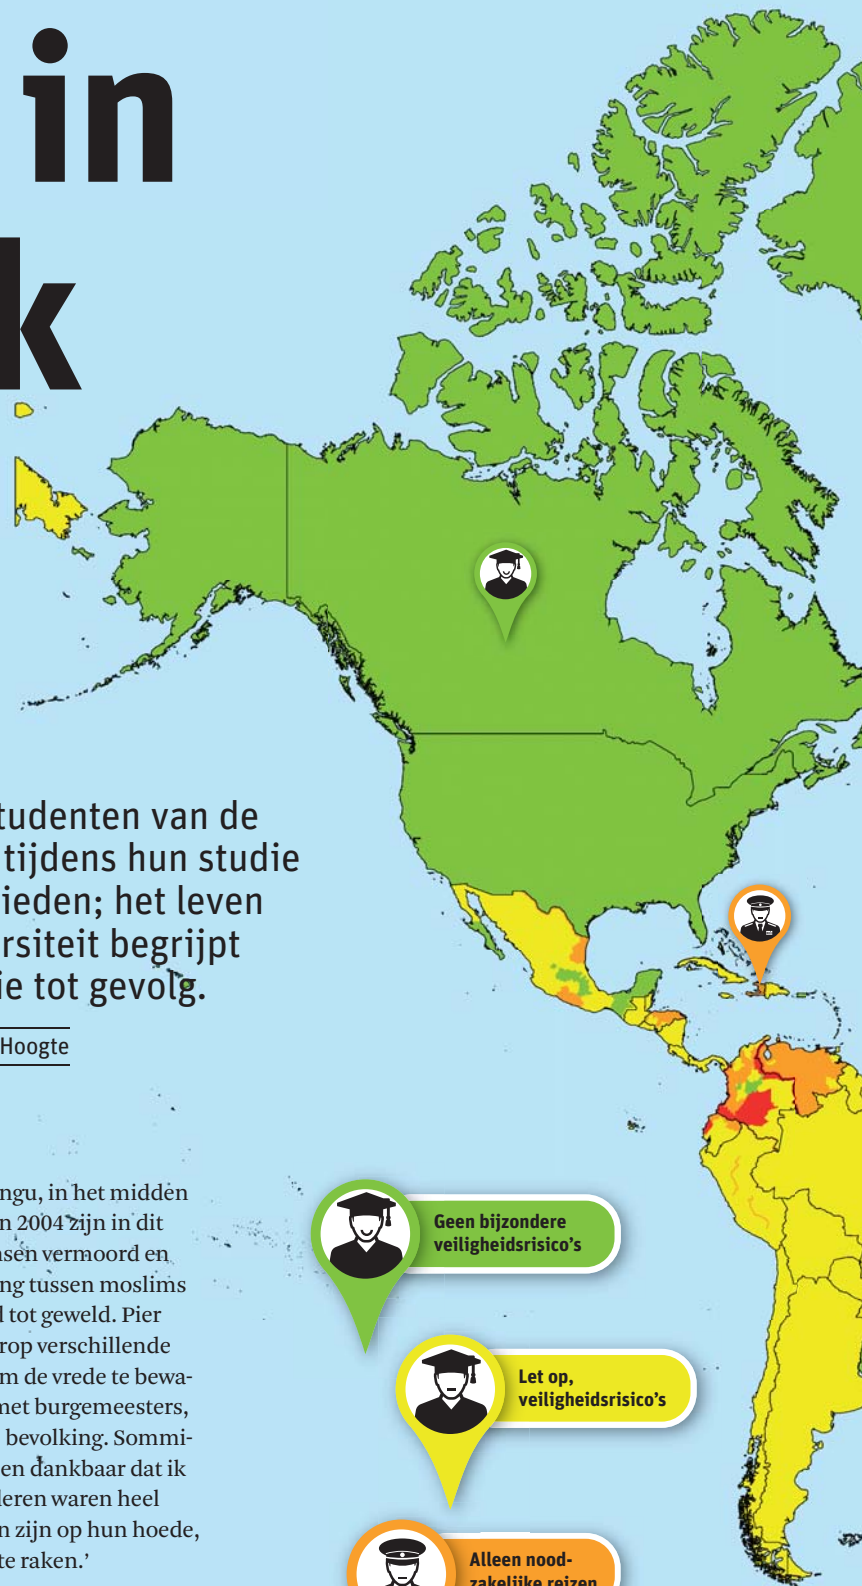 in
k
tudenten van de
tijdens hun studie
ieden; het leven
rsiteit begrijpt
ie tot gevolg.
Hoogte
ngu, in het midden
n 2004 zijn in dit
sen vermoord en
ng tussen moslims
l tot geweld. Pier
rop verschillende
m de vrede te bewa-
met burgemeesters,
bevolking. Sommi-
en dankbaar dat ik
leren waren heel
n zijn op hun hoede,
te raken.’
Geen bijzondere
veiligheidsrisico’s
Let op,
veiligheidsrisico’s
Alleen nood-
zakelijke reizen